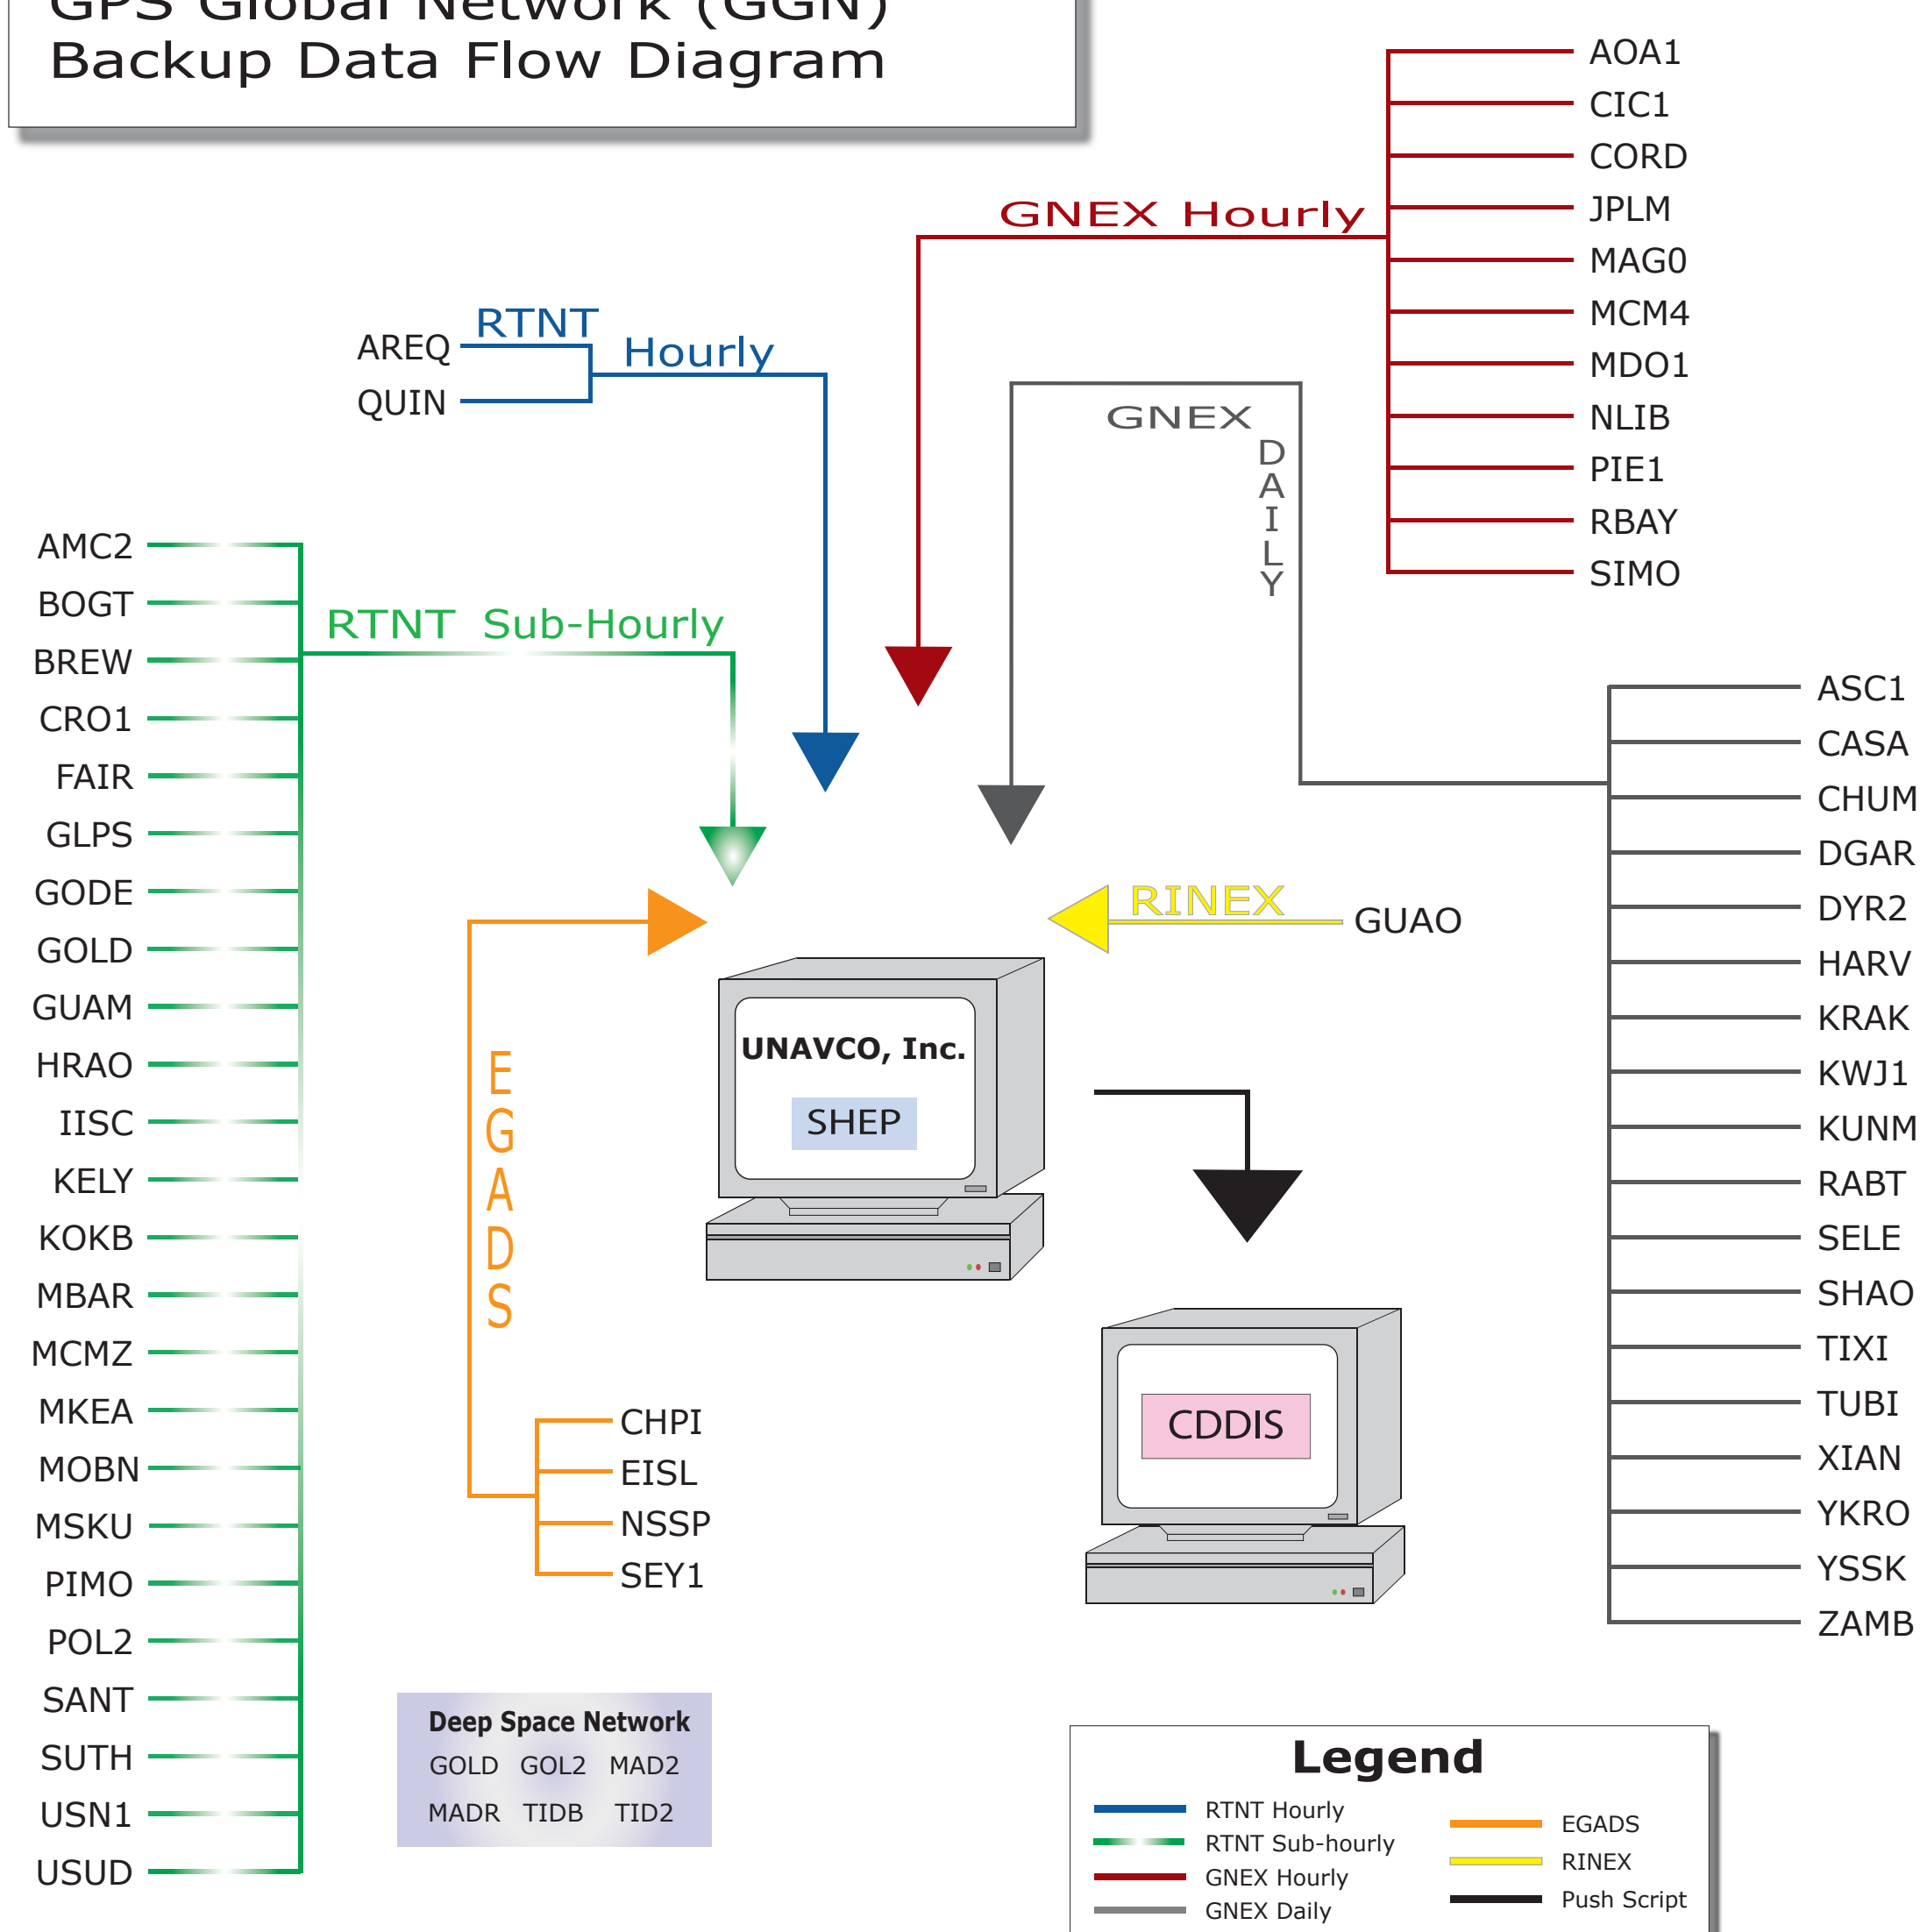 GPS Global Network (GGN)
Backup Data Flow Diagram
AOA1
CIC1
CORD
JPLM
MAG0
MCM4
MDO1
NLIB
PIE1
RBAY
SIMO
GNEX Hourly
RTNT
Hourly
AREQ
QUIN
GNEX
DAILY
AMC2
BOGT
BREW
CRO1
FAIR
GLPS
GODE
GOLD
GUAM
HRAO
IISC
KELY
KOKB
MBAR
MCMZ
MKEA
MOBN
MSKU
PIMO
POL2
SANT
SUTH
USN1
USUD
RTNT Sub-Hourly
ASC1
CASA
CHUM
DGAR
DYR2
HARV
KRAK
KWJ1
KUNM
RABT
SELE
SHAO
TIXI
TUBI
XIAN
YKRO
YSSK
ZAMB
RINEX
GUAO
UNAVCO, Inc.
SHEP
EGADS
CHPI
EISL
NSSP
SEY1
CDDIS
Deep Space Network
GOLD GOL2 MAD2
MADR TIDB TID2
Legend
RTNT Hourly
RTNT Sub-hourly
GNEX Hourly
GNEX Daily
EGADS
RINEX
Push Script